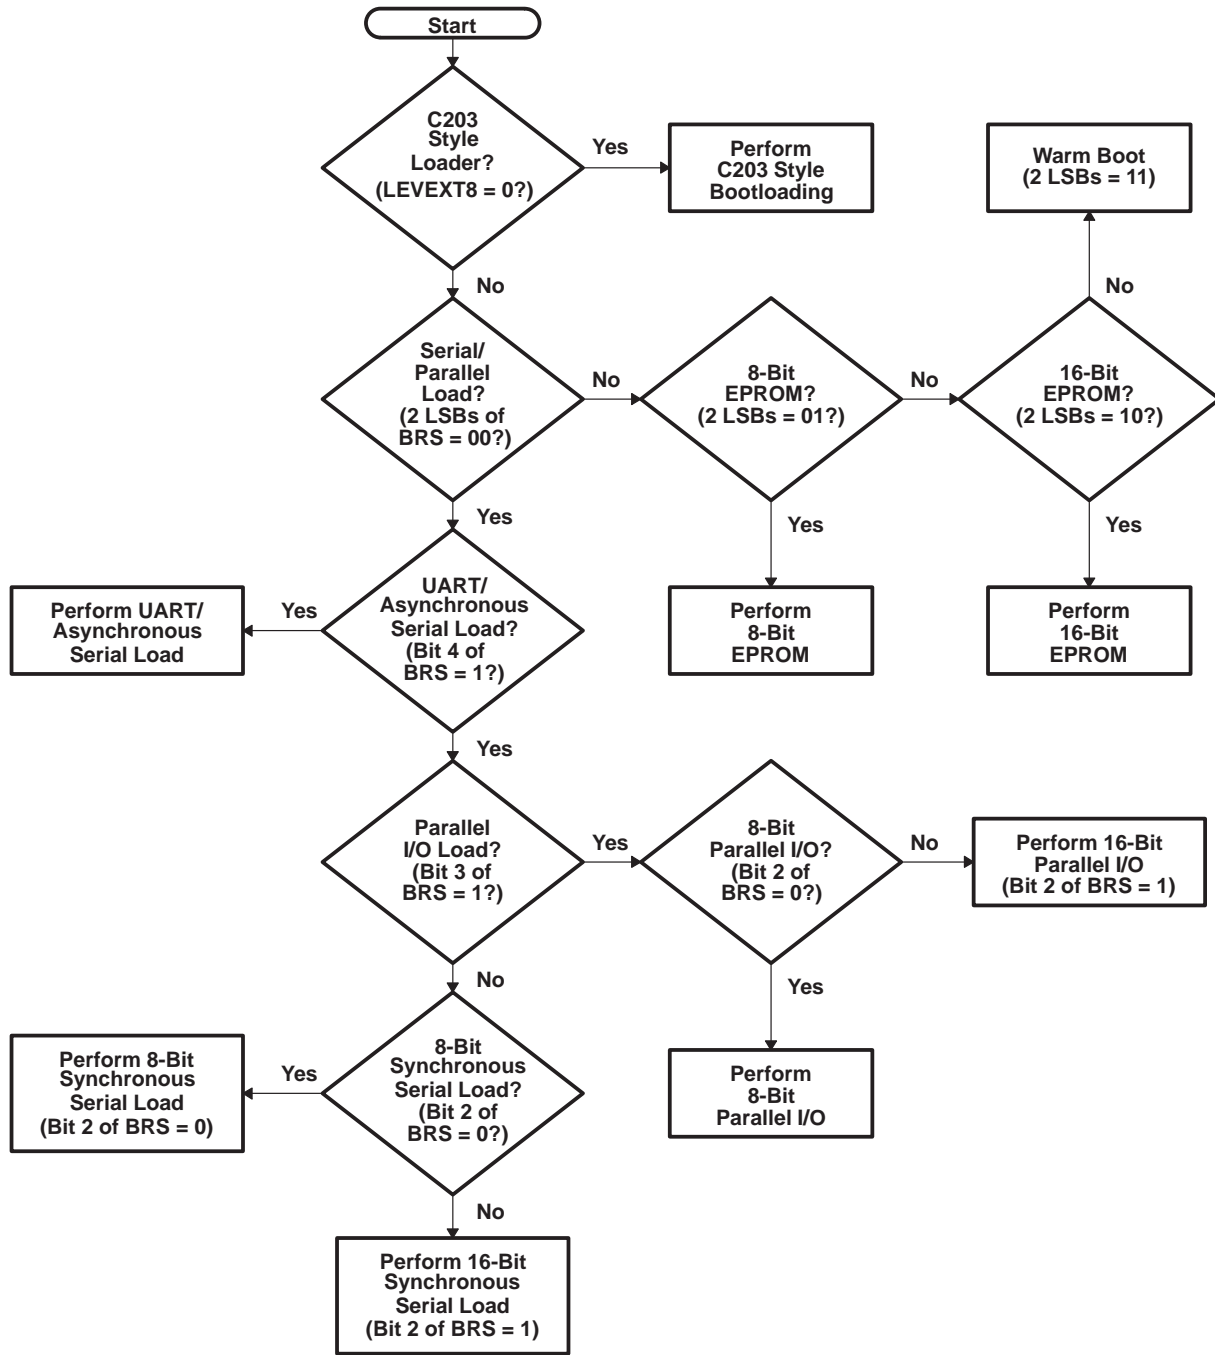 Start
C203
Style
Loader?
(LEVEXT8 = 0?)
Yes
Perform
C203 Style
Bootloading
Warm Boot
(2 LSBs = 11)
No
No
Serial/
Parallel
Load?
(2 LSBs of
BRS = 00?)
No
8-Bit
EPROM?
(2 LSBs = 01?)
No
16-Bit
EPROM?
(2 LSBs = 10?)
Yes
Yes
Yes
Perform
8-Bit
EPROM
Perform
16-Bit
EPROM
UART/
Asynchronous
Serial Load?
(Bit 4 of
BRS = 1?)
Yes
Perform UART/
Asynchronous
Serial Load
Yes
Parallel
I/O Load?
(Bit 3 of
BRS = 1?)
Yes
8-Bit
Parallel I/O?
(Bit 2 of
BRS = 0?)
No
Perform 16-Bit
Parallel I/O
(Bit 2 of BRS = 1)
No
Yes
Perform
8-Bit
Parallel I/O
8-Bit
Synchronous
Serial Load?
(Bit 2 of
BRS = 0?)
Yes
Perform 8-Bit
Synchronous
Serial Load
(Bit 2 of BRS = 0)
No
Perform 16-Bit
Synchronous
Serial Load
(Bit 2 of BRS = 1)